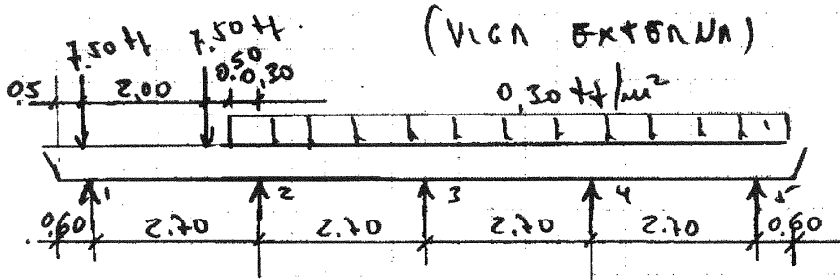 (VIGA EXTERNA)
7.50 tf 7.50 tf.
0.5 2.00 0.50 0,30
0,30 tf/m²
1 2 3 4 5
0.60 2.70 2.70 2.70 2.70 0.60